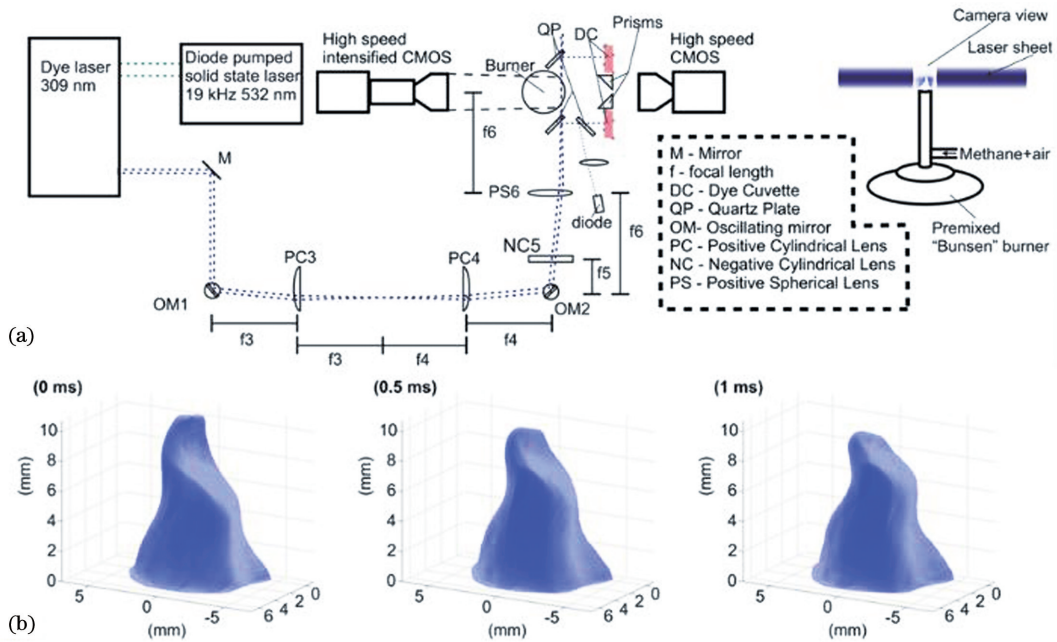 Dye laser
309 nm
Diode pumped
solid state laser
19 kHz 532 nm
High speed
intensified CMOS
Burner
QP
DC
Prisms
High speed
CMOS
Camera view
Laser sheet
Methane+air
Premixed
"Bunsen" burner
M
f6
PS6
diode
f6
NC5
f5
PC3
PC4
OM1
OM2
f3
f3
f4
f4
M - Mirror
f - focal length
DC - Dye Cuvette
QP - Quartz Plate
OM- Oscillating mirror
PC - Positive Cylindrical Lens
NC - Negative Cylindrical Lens
PS - Positive Spherical Lens
(a)
(0 ms)
10
8
6
4
2
0
(mm)
5
0
-5
(mm)
6
4
2
0
(mm)
(0.5 ms)
10
8
6
4
2
0
(mm)
5
0
-5
(mm)
6
4
2
0
(mm)
(1 ms)
10
8
6
4
2
0
(mm)
5
0
-5
(mm)
6
4
2
0
(mm)
(b)